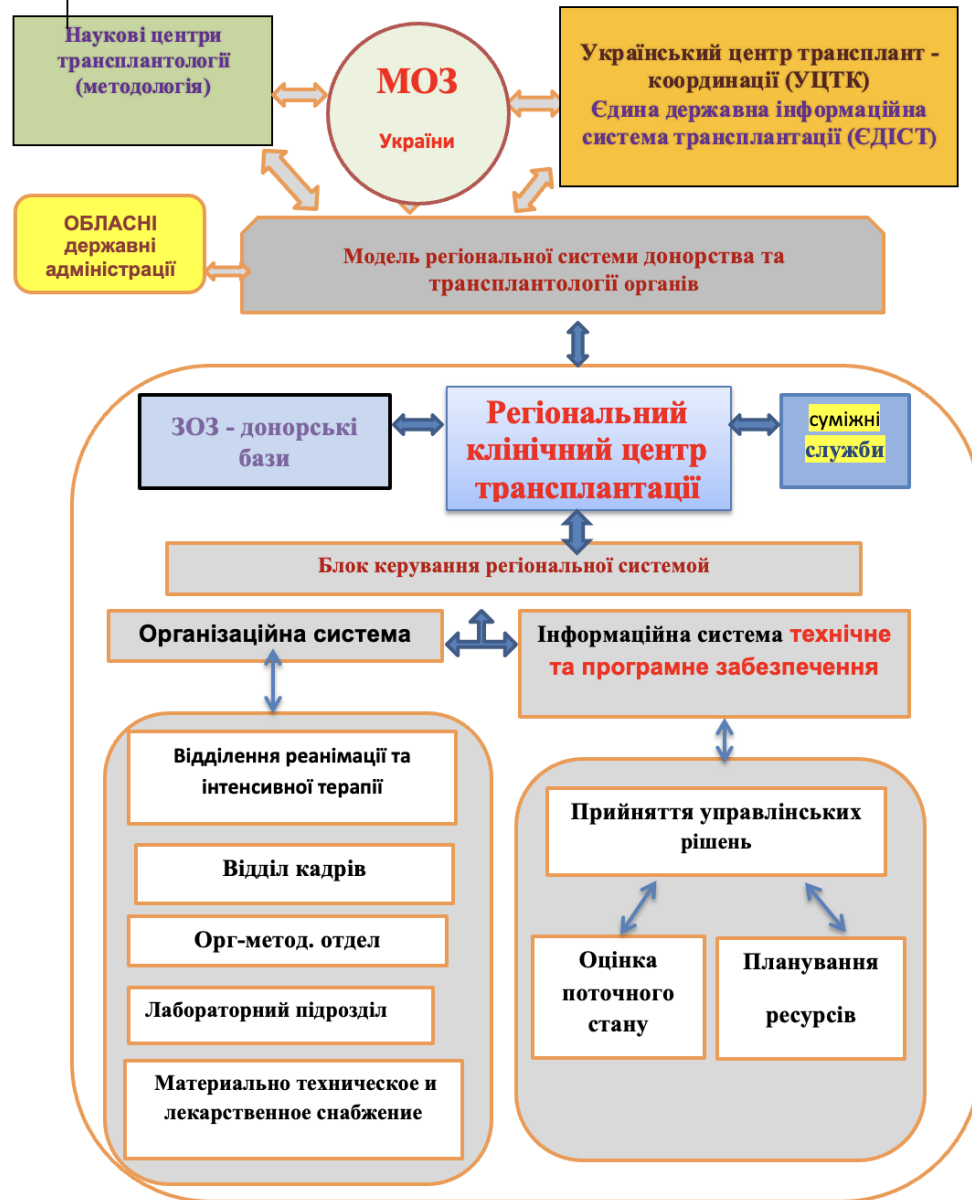 Наукові центри
трансплантології
(методологія)
МОЗ
України
Український центр трансплант -
координації (УЦТК)
Єдина державна інформаційна
система трансплантації (ЄДІСТ)
ОБЛАСНІ
державні
адміністрації
Модель регіональної системи донорства та
трансплантології органів
ЗОЗ - донорські
бази
Регіональний
клінічний центр
трансплантації
суміжні
служби
Блок керування регіональної системой
Організаційна система
Інформаційна система технічне
та програмне забезпечення
Відділення реанімації та
інтенсивної терапії
Відділ кадрів
Орг-метод. отдел
Лабораторний підрозділ
Материально техническое и
лекарственное снабжение
Прийняття управлінських
рішень
Оцінка
поточного
стану
Планування
ресурсів